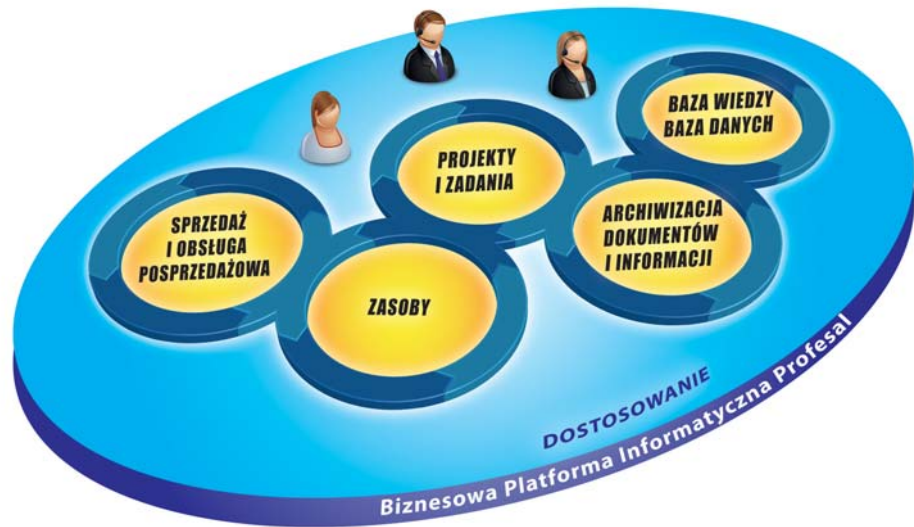 BAZA WIEDZY
BAZA DANYCH
PROJEKTY
I ZADANIA
ARCHIWIZACJA
DOKUMENTÓW
I INFORMACJI
SPRZEDAŻ
I OBSŁUGA
POSPRZEDAŻOWA
ZASOBY
DOSTOSOWANIE
Biznesowa Platforma Informatyczna Profesal